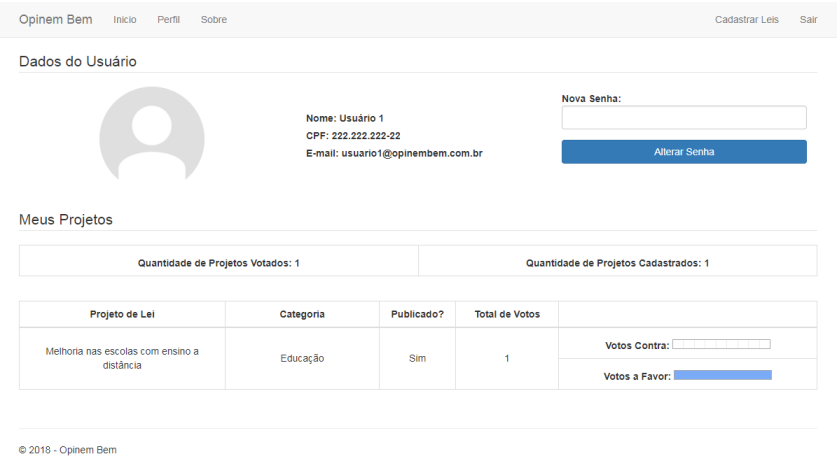 Opinem Bem Inicio Perfil Sobre Cadastrar Leis Sair
Dados do Usuário
Nome: Usuário 1
CPF: 222.222.222-22
E-mail: usuario1@opinembem.com.br
Nova Senha:
Alterar Senha
Meus Projetos
Quantidade de Projetos Votados: 1 Quantidade de Projetos Cadastrados: 1
Projeto de Lei Categoria Publicado? Total de Votos
Melhoria nas escolas com ensino a
distância
Educação Sim 1
Votos Contra:
Votos a Favor:
© 2018 - Opinem Bem